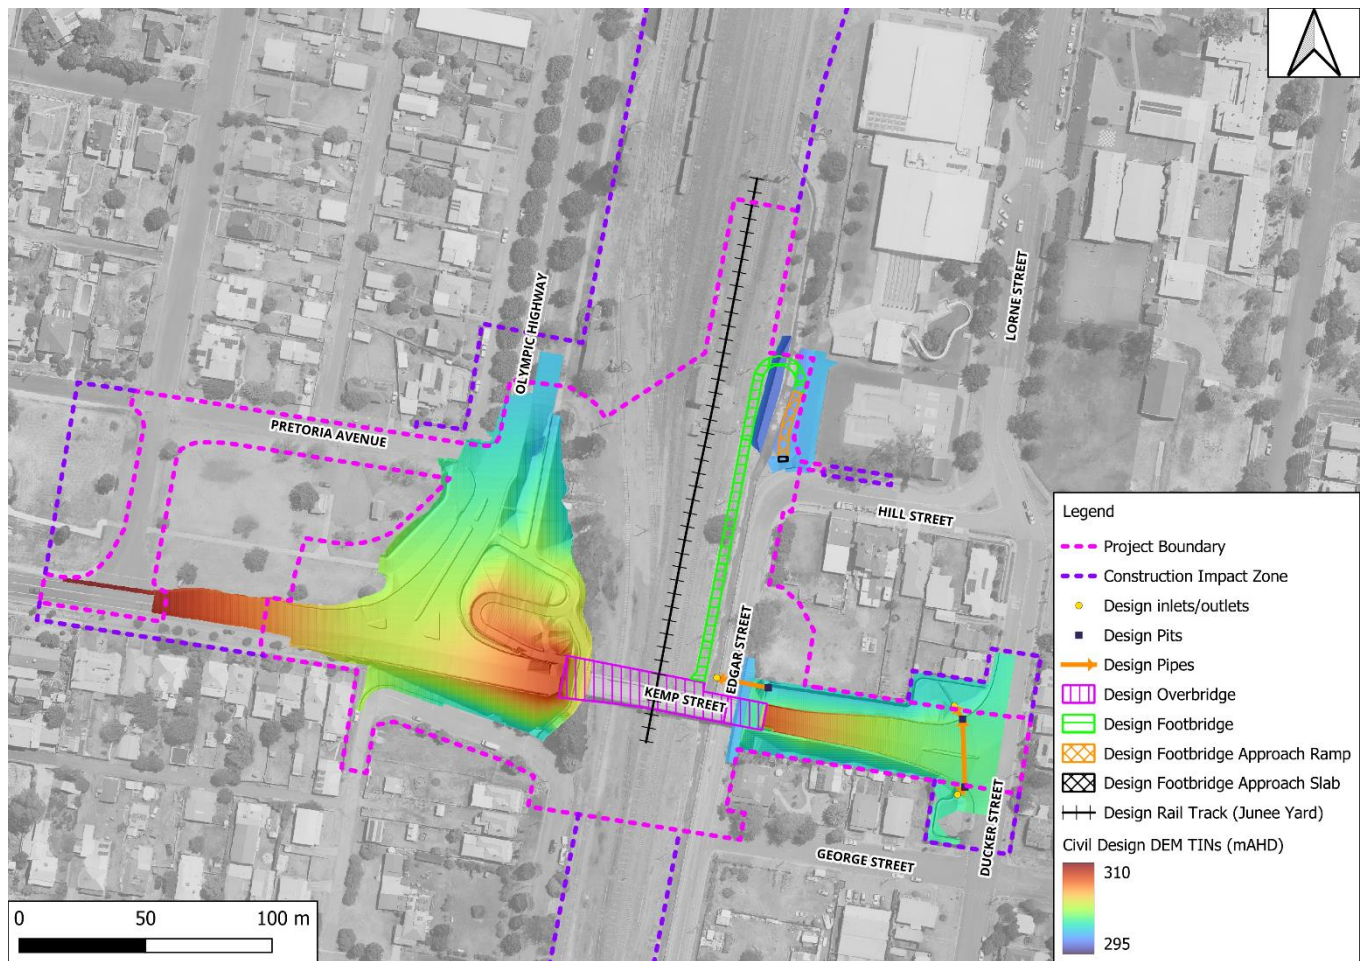 OLYMPIC HIGHWAY
LORNE STREET
PRETORIA AVENUE
HILL STREET
EDGAR STREET
KEMP STREET
GEORGE STREET
DUCKER STREET
Legend
Project Boundary
Construction Impact Zone
Design inlets/outlets
Design Pits
Design Pipes
Design Overbridge
Design Footbridge
Design Footbridge Approach Ramp
Design Footbridge Approach Slab
Design Rail Track (Junee Yard)
Civil Design DEM TINs (mAHD)
310
295
0 50 100 m